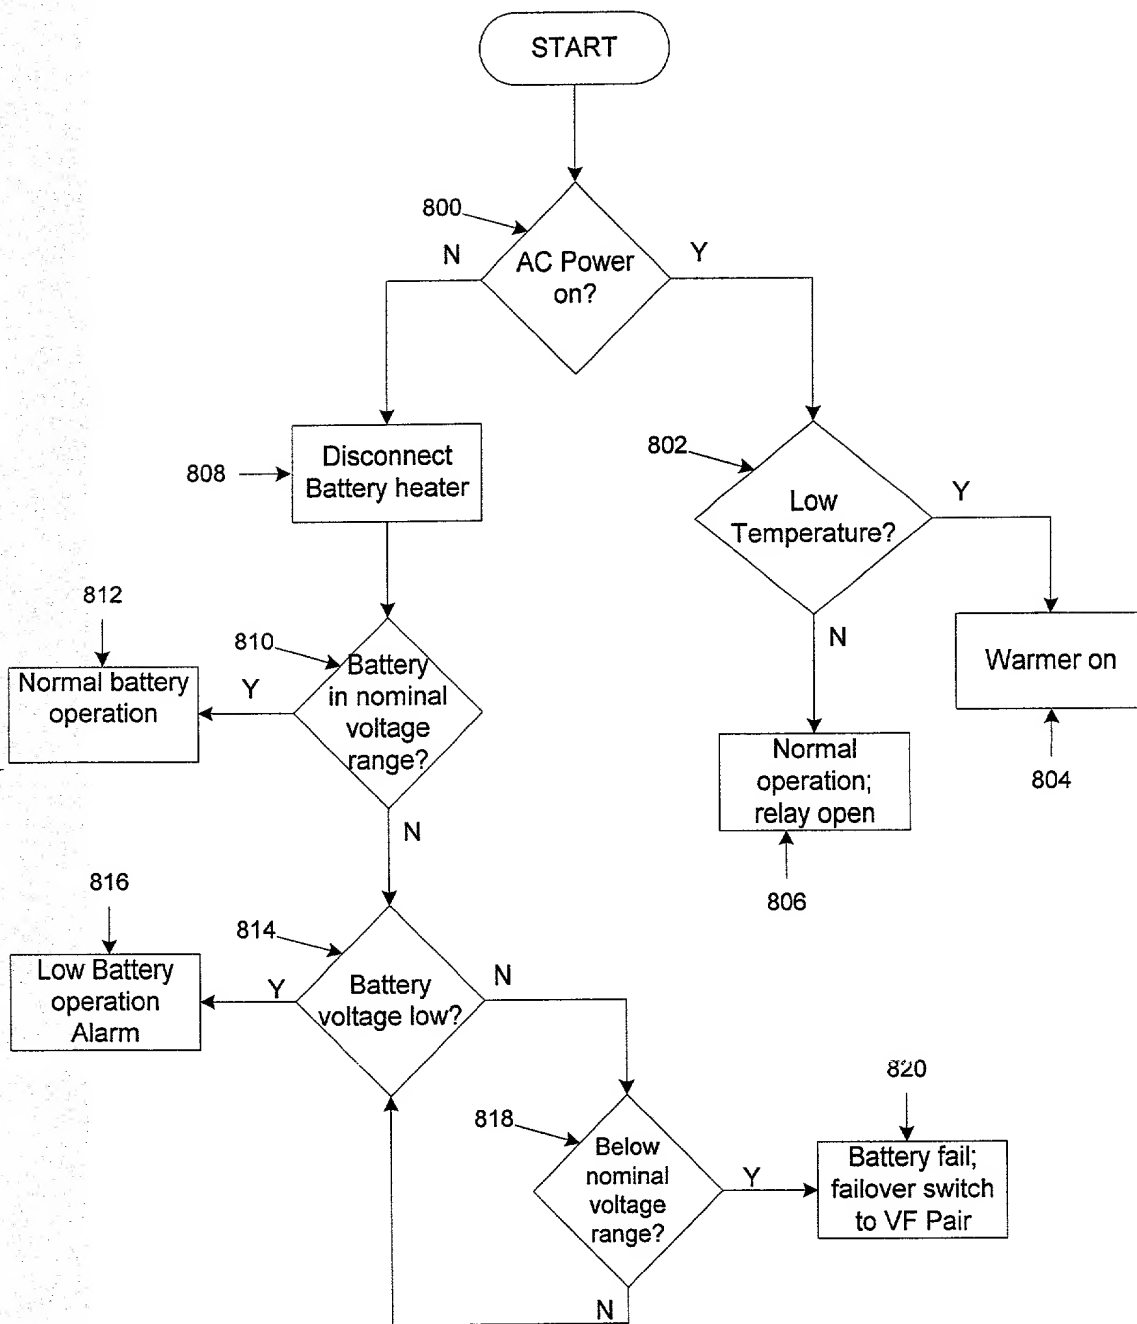 START
800
N
AC Power
on?
Y
808
Disconnect
Battery heater
802
Low
Temperature?
Y
N
812
Normal battery
operation
Y
810
Battery
in nominal
voltage
range?
N
Normal
operation;
relay open
806
Warmer on
804
816
Low Battery
operation
Alarm
Y
814
Battery
voltage low?
N
818
Below
nominal
voltage
range?
Y
N
820
Battery fail;
failover switch
to VF Pair